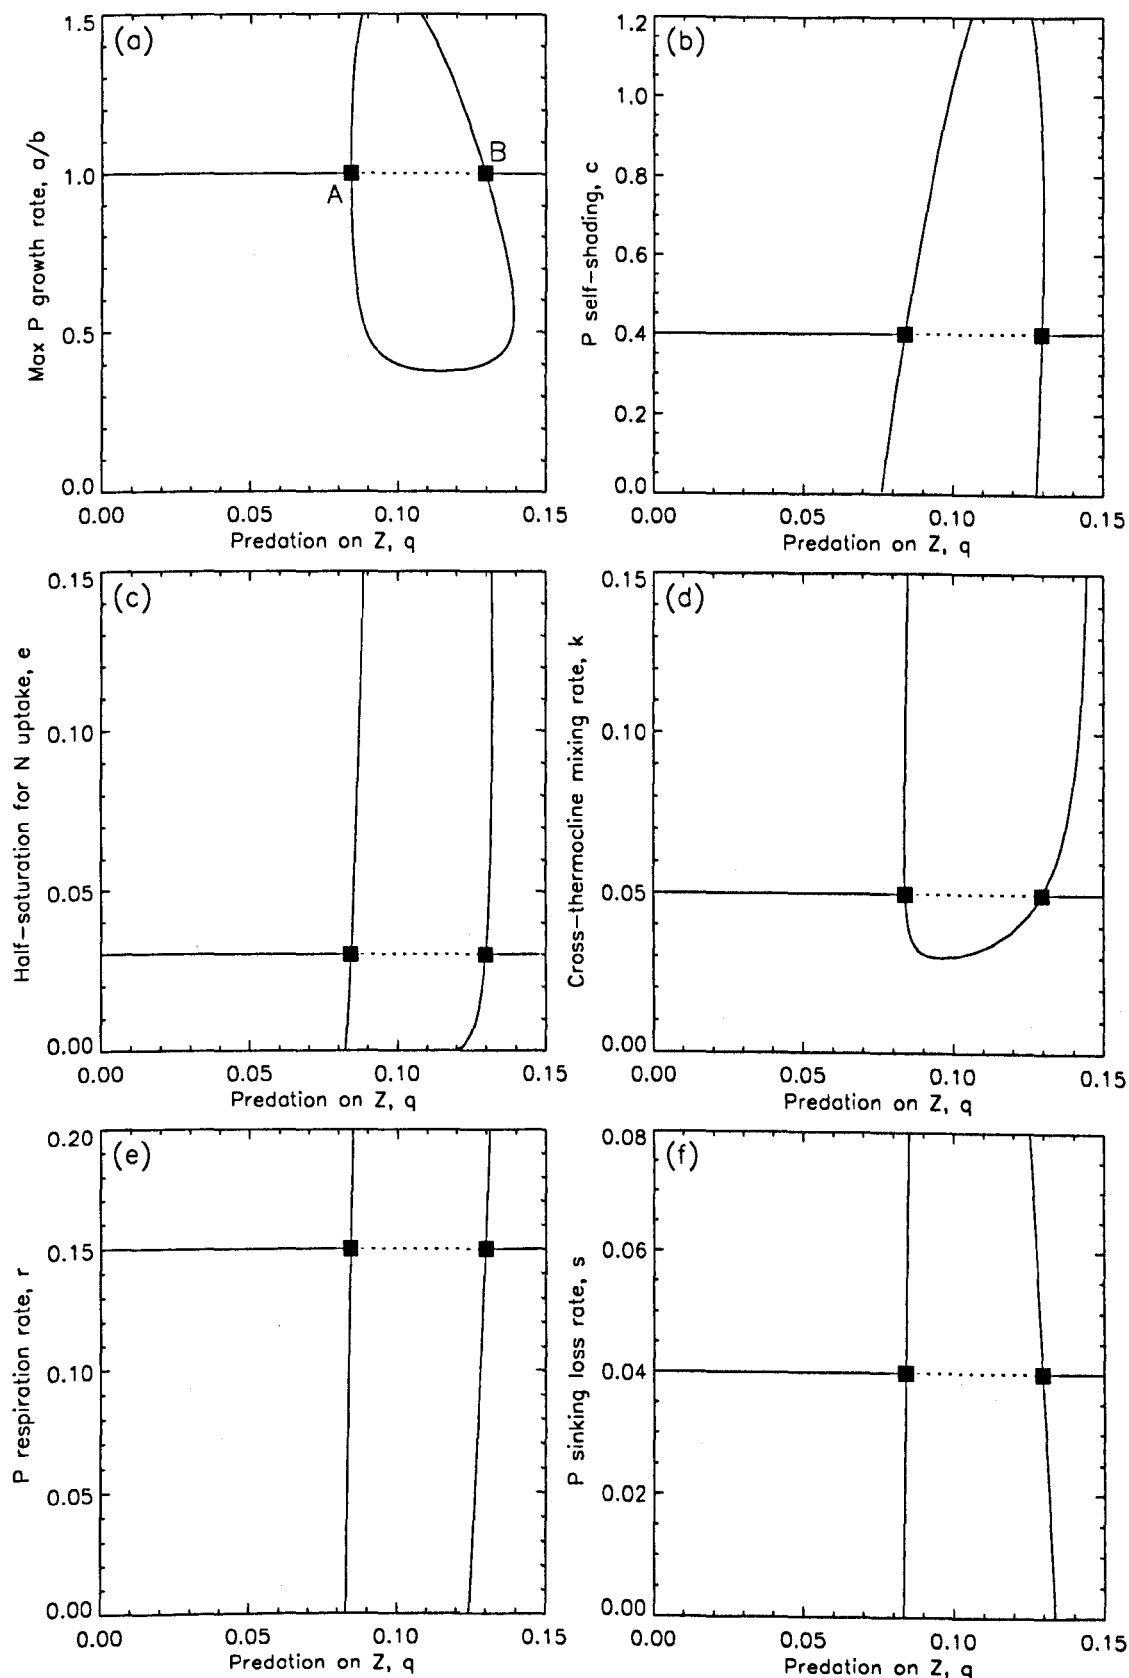 (a)
Max P growth rate, a/b
1.5
1.0
0.5
0.0
A
B
0.00 0.05 0.10 0.15
Predation on Z, q
(b)
P self-shading, c
1.2
1.0
0.8
0.6
0.4
0.2
0.0
0.00 0.05 0.10 0.15
Predation on Z, q
(c)
Half-saturation for N uptake, e
0.15
0.10
0.05
0.00
0.00 0.05 0.10 0.15
Predation on Z, q
(d)
Cross-thermocline mixing rate, k
0.15
0.10
0.05
0.00
0.00 0.05 0.10 0.15
Predation on Z, q
(e)
P respiration rate, r
0.20
0.15
0.10
0.05
0.00
0.00 0.05 0.10 0.15
Predation on Z, q
(f)
P sinking loss rate, s
0.08
0.06
0.04
0.02
0.00
0.00 0.05 0.10 0.15
Predation on Z, q